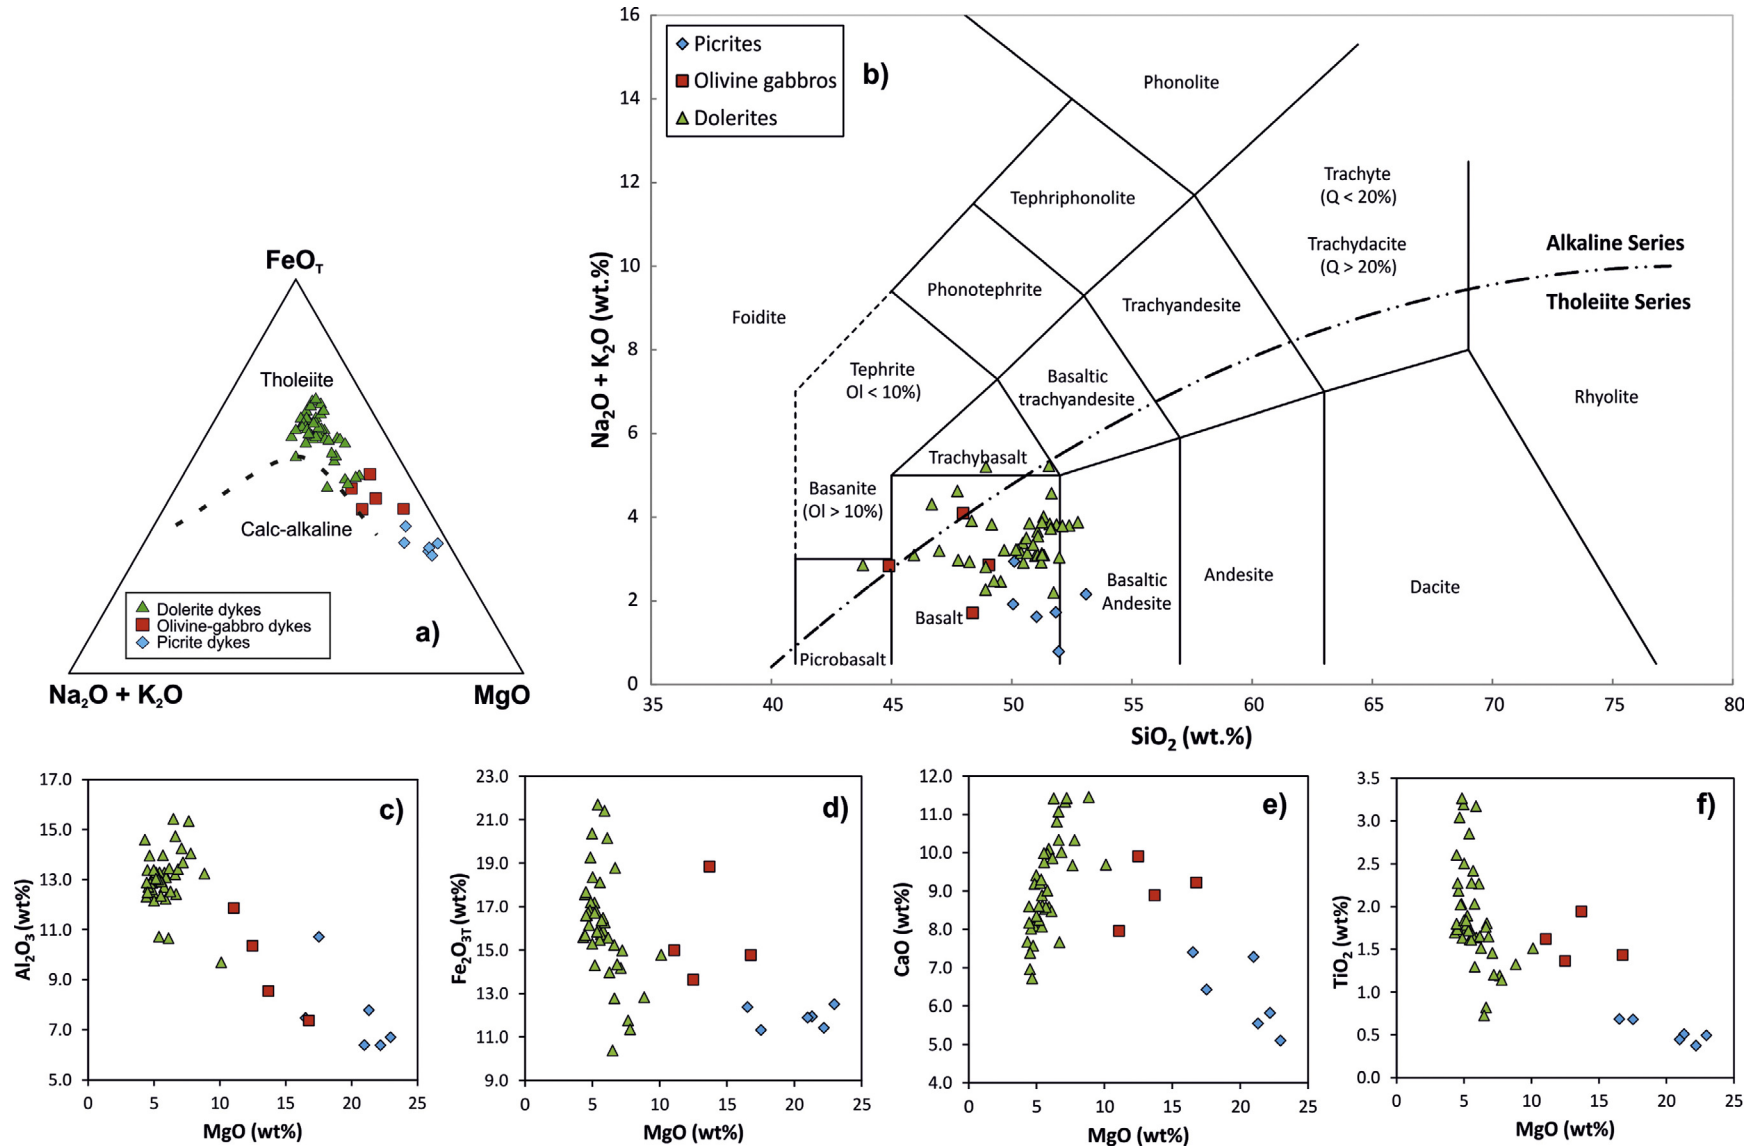 FeOT
Tholeiite
Calc-alkaline
Dolerite dykes
Olivine-gabbro dykes
Picrite dykes
a)
Na2O + K2O
MgO
Picrites
Olivine gabbros
Dolerites
b)
Na2O + K2O (wt.%)
16
14
12
10
8
6
4
2
0
Phonolite
Tephriphonolite
Trachyte
(Q < 20%)
Trachydacite
(Q > 20%)
Alkaline Series
Tholeiite Series
Phonotephrite
Trachyandesite
Foidite
Tephrite
Ol < 10%)
Basaltic
trachyandesite
Rhyolite
Trachybasalt
Basanite
(Ol > 10%)
Basalt
Basaltic
Andesite
Andesite
Dacite
Picrobasalt
35
40
45
50
55
60
65
70
75
80
SiO2 (wt.%)
c)
Al2O3 (wt%)
17.0
15.0
13.0
11.0
9.0
7.0
5.0
0
5
10
15
20
25
MgO (wt%)
d)
Fe2O3T (wt%)
23.0
21.0
19.0
17.0
15.0
13.0
11.0
9.0
0
5
10
15
20
25
MgO (wt%)
e)
CaO (wt%)
12.0
11.0
10.0
9.0
8.0
7.0
6.0
5.0
4.0
0
5
10
15
20
25
MgO (wt%)
f)
TiO2 (wt%)
3.5
3.0
2.5
2.0
1.5
1.0
0.5
0.0
0
5
10
15
20
25
MgO (wt%)